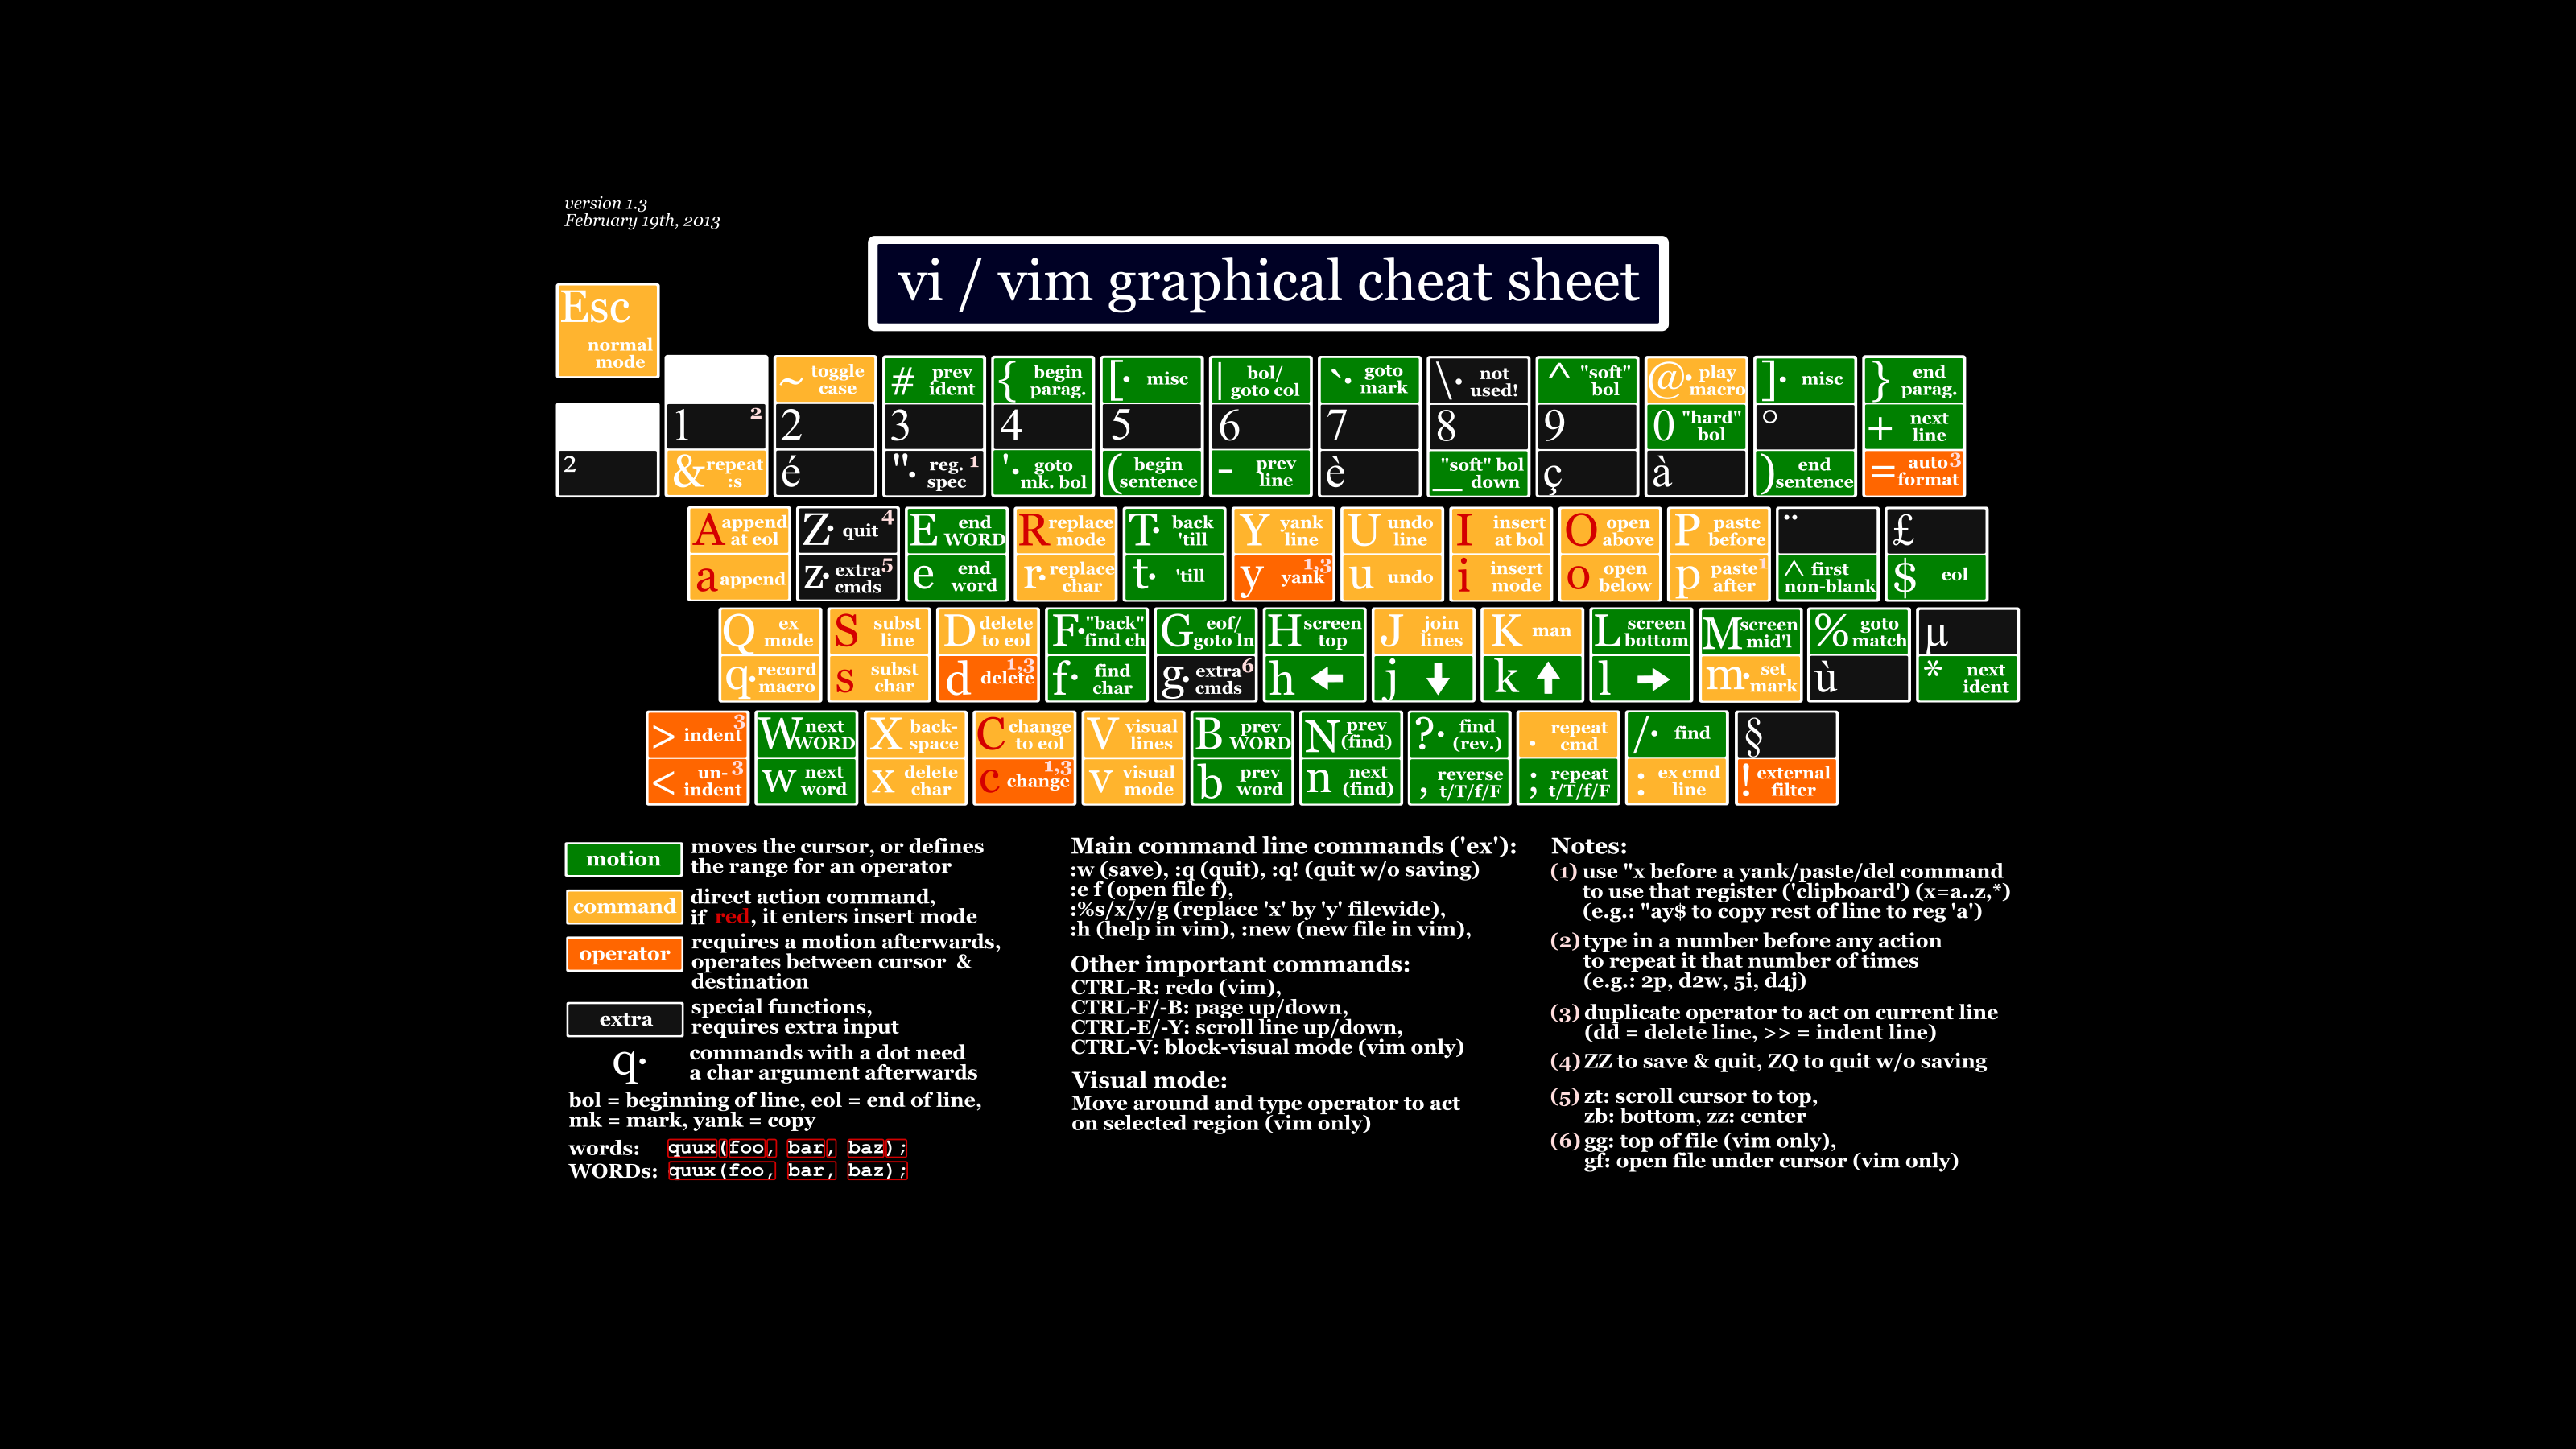 version 1.3
February 19th, 2013
vi / vim graphical cheat sheet
Esc normal mode
~ toggle case
# prev ident
{ begin parag.
[· misc
| bol/ goto col
`· goto mark
\· not used!
^ "soft" bol
@· play macro
]· misc
} end parag.
1 2
2
3
4
5
6
7
8
9
0 "hard" bol
°
+ next line
2
& repeat :s
é
"· reg. spec 1
'· goto mk. bol
( begin sentence
- prev line
è
_ "soft" bol down
ç
à
) end sentence
= auto format 3
A append at eol
Z· quit 4
E end WORD
R replace mode
T· back 'till
Y yank line
U undo line
I insert at bol
O open above
P paste before
¨
£
a append
z· extra cmds 5
e end word
r· replace char
t· 'till
y yank 1,3
u undo
i insert mode
o open below
p paste after 1
^ first non-blank
$ eol
Q ex mode
S subst line
D delete to eol
F· "back" find ch
G eof/ goto ln
H screen top
J join lines
K man
L screen bottom
M screen mid'l
% goto match
µ
q· record macro
s subst char
d delete 1,3
f· find char
g· extra cmds 6
h ←
j ↓
k ↑
l →
m· set mark
ù
* next ident
> indent 3
W next WORD
X back- space
C change to eol
V visual lines
B prev WORD
N prev (find)
?· find (rev.)
. repeat cmd
/· find
§
< un- indent 3
w next word
x delete char
c change 1,3
v visual mode
b prev word
n next (find)
, reverse t/T/f/F
; repeat t/T/f/F
: ex cmd line
! external filter
motion moves the cursor, or defines
the range for an operator
command direct action command,
if red, it enters insert mode
operator requires a motion afterwards,
operates between cursor &
destination
extra special functions,
requires extra input
q· commands with a dot need
a char argument afterwards
bol = beginning of line, eol = end of line,
mk = mark, yank = copy
words: quux(foo, bar, baz);
WORDs: quux(foo, bar, baz);
Main command line commands ('ex'):
:w (save), :q (quit), :q! (quit w/o saving)
:e f (open file f),
:%s/x/y/g (replace 'x' by 'y' filewide),
:h (help in vim), :new (new file in vim),
Other important commands:
CTRL-R: redo (vim),
CTRL-F/-B: page up/down,
CTRL-E/-Y: scroll line up/down,
CTRL-V: block-visual mode (vim only)
Visual mode:
Move around and type operator to act
on selected region (vim only)
Notes:
(1) use "x before a yank/paste/del command
to use that register ('clipboard') (x=a..z,*)
(e.g.: "ay$ to copy rest of line to reg 'a')
(2) type in a number before any action
to repeat it that number of times
(e.g.: 2p, d2w, 5i, d4j)
(3) duplicate operator to act on current line
(dd = delete line, >> = indent line)
(4) ZZ to save & quit, ZQ to quit w/o saving
(5) zt: scroll cursor to top,
zb: bottom, zz: center
(6) gg: top of file (vim only),
gf: open file under cursor (vim only)